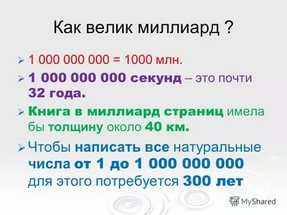 Как велик миллиард ?
1 000 000 000 = 1000 млн.
1 000 000 000 секунд – это почти
32 года.
Книга в миллиард страниц имела
бы толщину около 40 км.
Чтобы написать все натуральные
числа от 1 до 1 000 000 000
для этого потребуется 300 лет
MyShared